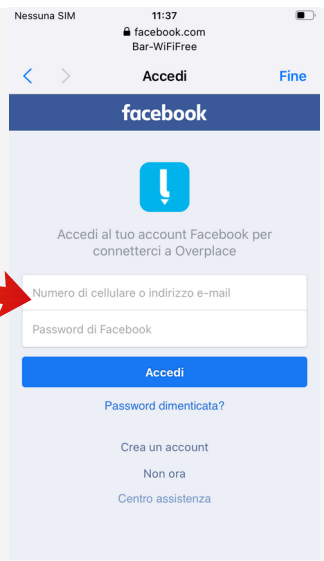 Nessuna SIM 11:37
facebook.com
Bar-WiFiFree
Accedi Fine
facebook
Accedi al tuo account Facebook per
connetterci a Overplace
Numero di cellulare o indirizzo e-mail
Password di Facebook
Accedi
Password dimenticata?
Crea un account
Non ora
Centro assistenza